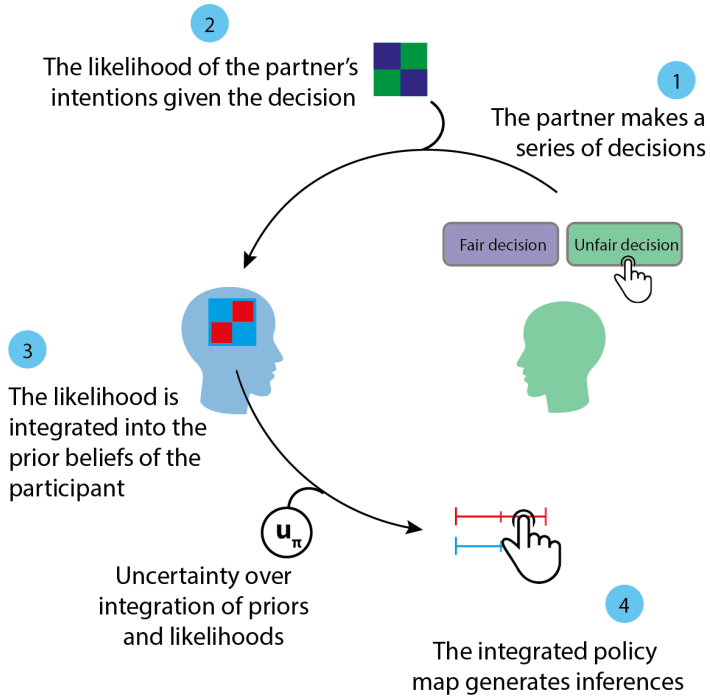 2
The likelihood of the partner's
intentions given the decision
1
The partner makes a
series of decisions
Fair decision
Unfair decision
3
The likelihood is
integrated into the
prior beliefs of the
participant
uπ
Uncertainty over
integration of priors
and likelihoods
4
The integrated policy
map generates inferences